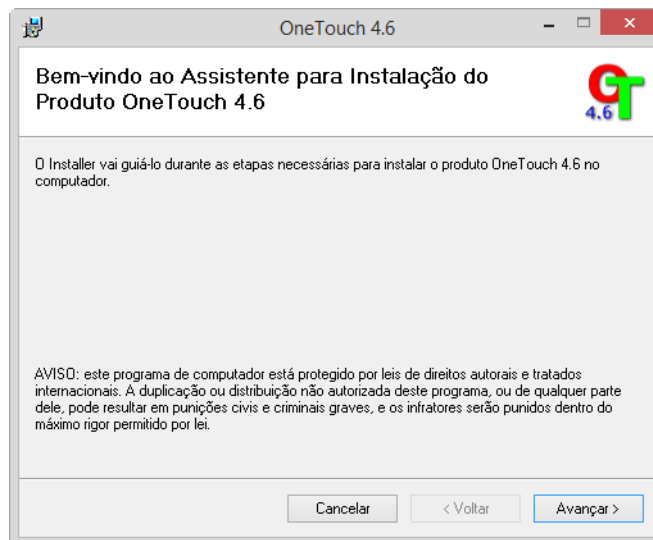 OneTouch 4.6
Bem-vindo ao Assistente para Instalação do
Produto OneTouch 4.6
OT
4.6
O Installer vai guiá-lo durante as etapas necessárias para instalar o produto OneTouch 4.6 no
computador.
AVISO: este programa de computador está protegido por leis de direitos autorais e tratados
internacionais. A duplicação ou distribuição não autorizada deste programa, ou de qualquer parte
dele, pode resultar em punições civis e criminais graves, e os infratores serão punidos dentro do
máximo rigor permitido por lei.
Cancelar
< Voltar
Avançar >